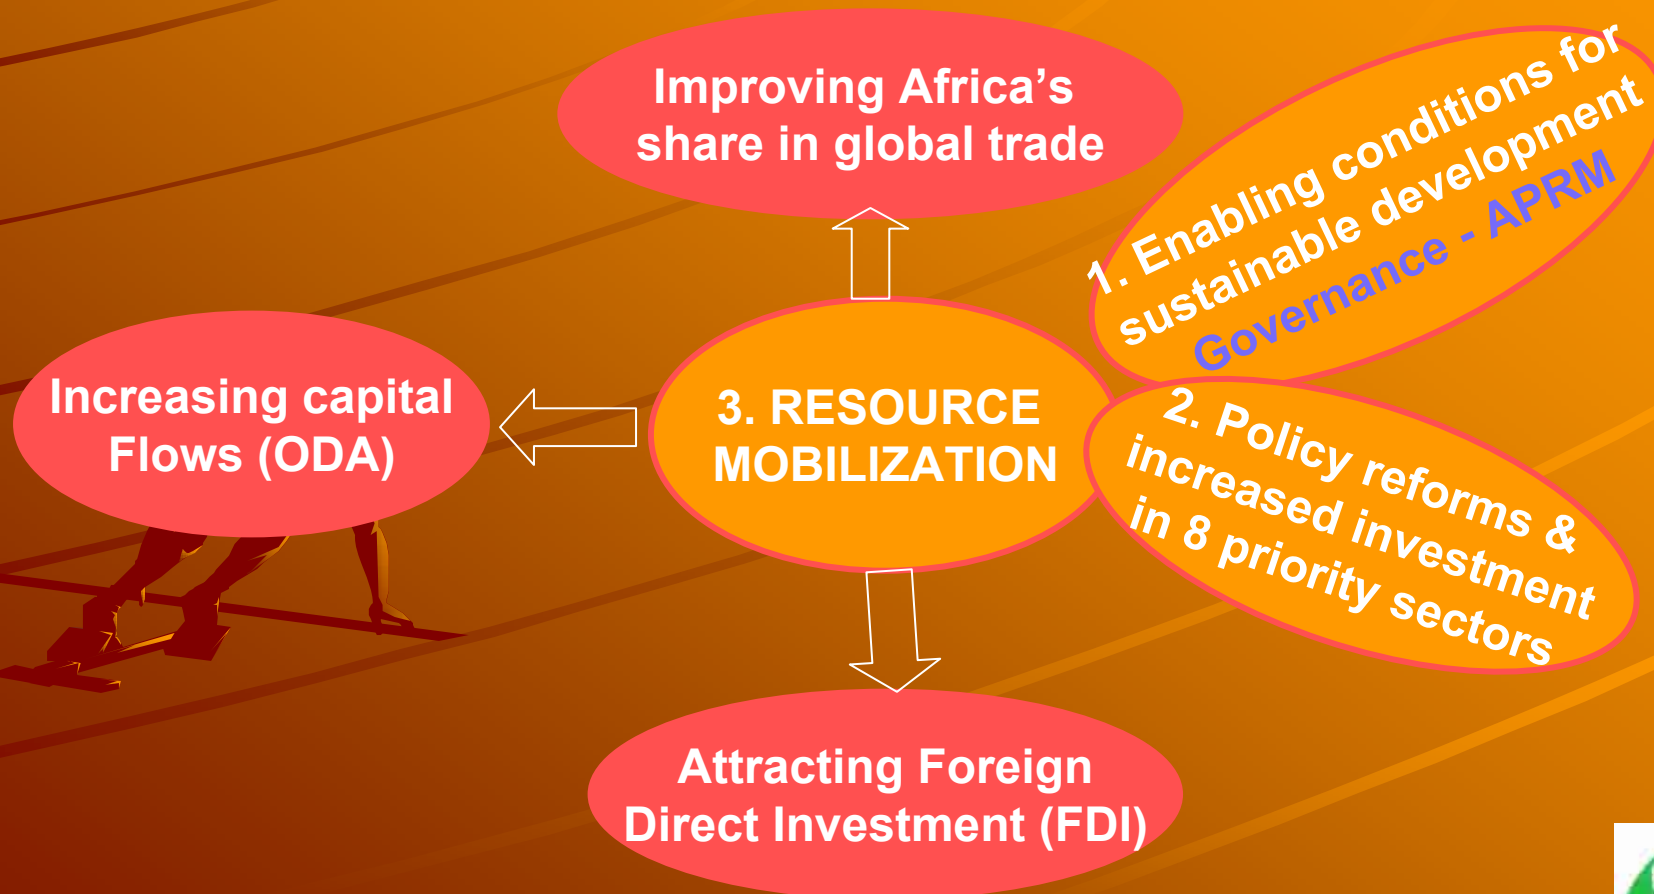 Improving Africa’s
share in global trade
1. Enabling conditions for
sustainable development
Governance - APRM
Increasing capital
Flows (ODA)
3. RESOURCE
MOBILIZATION
2. Policy reforms &
increased investment
in 8 priority sectors
Attracting Foreign
Direct Investment (FDI)